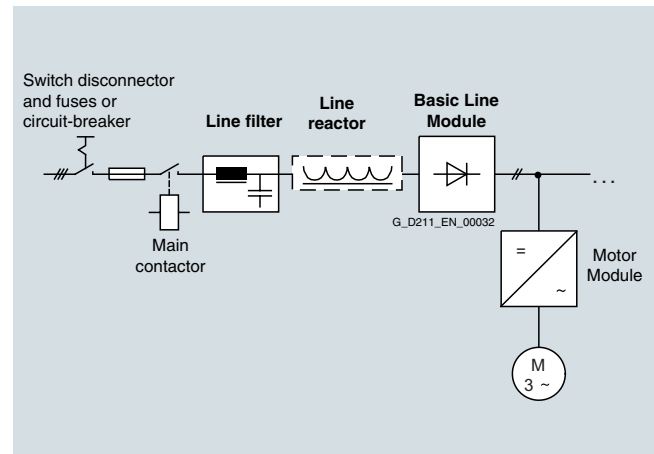 Switch disconnector
and fuses or
circuit-breaker
Line filter
Line
reactor
Basic Line
Module
G_D211_EN_00032
Main
contactor
...
=
~
Motor
Module
M
3 ~